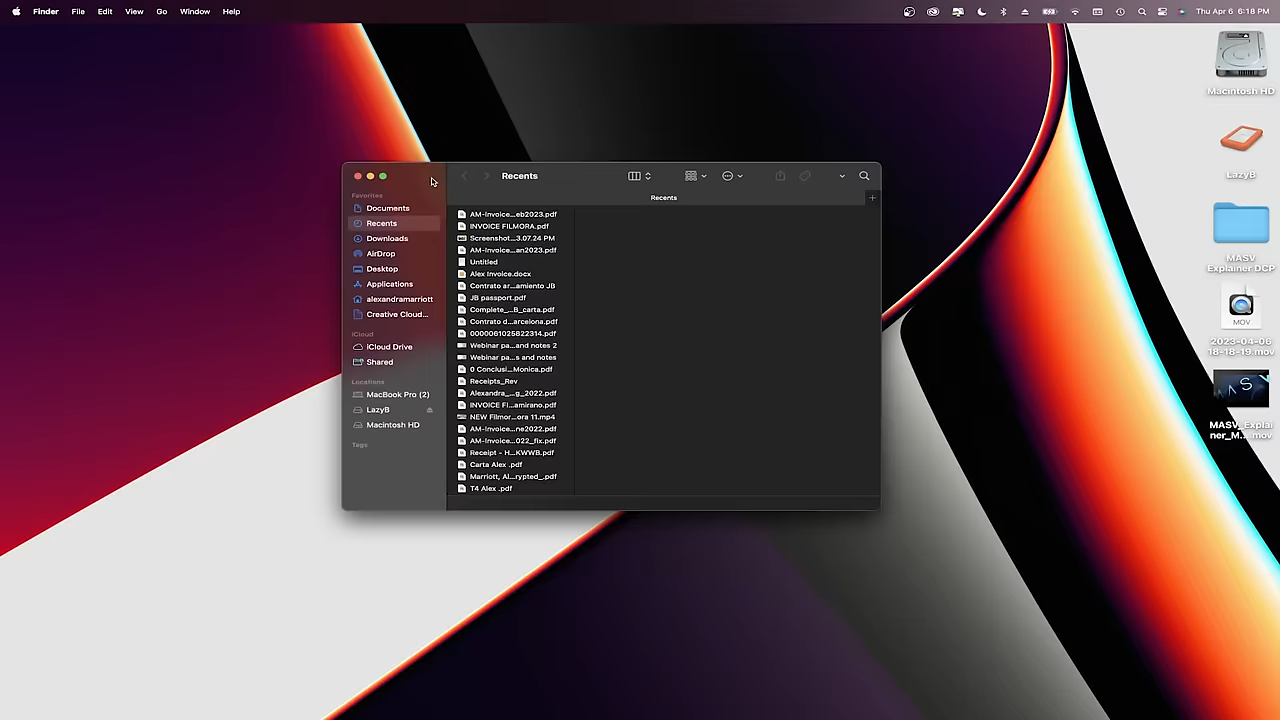 Finder File Edit View Go Window Help
Thu Apr 6 6:18 PM
Macintosh HD
LazyB
MASV
Explainer DCP
MOV
2023-04-06
18-18-19.mov
MASV_Explai
ner_M...mov
Recents
Recents
Favorites
Documents
Recents
Downloads
AirDrop
Desktop
Applications
alexandramarriott
Creative Cloud...
iCloud
iCloud Drive
Shared
Locations
MacBook Pro (2)
LazyB
Macintosh HD
Tags
AM-Invoice...eb2023.pdf
INVOICE FILMORA.pdf
Screenshot...3.07.24 PM
AM-Invoice...an2023.pdf
Untitled
Alex Invoice.docx
Contrato ar...amiento JB
JB passport.pdf
Complete_...B_carta.pdf
Contrato d...arcelona.pdf
0000061025822314.pdf
Webinar pa...and notes 2
Webinar pa...s and notes
0 Conclusi...Monica.pdf
Receipts_Rev
Alexandra_...g_2022.pdf
INVOICE FI...amirano.pdf
NEW Filmor...ora 11.mp4
AM-Invoice...ne2022.pdf
AM-Invoice...022_fix.pdf
Receipt - H...KWWB.pdf
Carta Alex .pdf
Marriott, Al...rypted_.pdf
T4 Alex .pdf